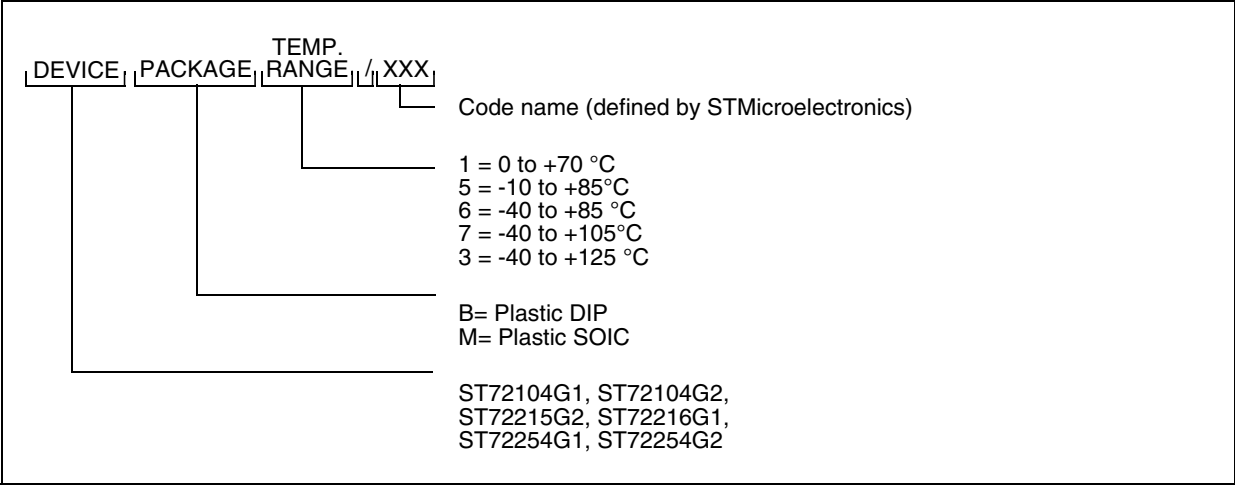 TEMP.
DEVICE PACKAGE RANGE / XXX
Code name (defined by STMicroelectronics)
1 = 0 to +70 °C
5 = -10 to +85°C
6 = -40 to +85 °C
7 = -40 to +105°C
3 = -40 to +125 °C
B= Plastic DIP
M= Plastic SOIC
ST72104G1, ST72104G2,
ST72215G2, ST72216G1,
ST72254G1, ST72254G2